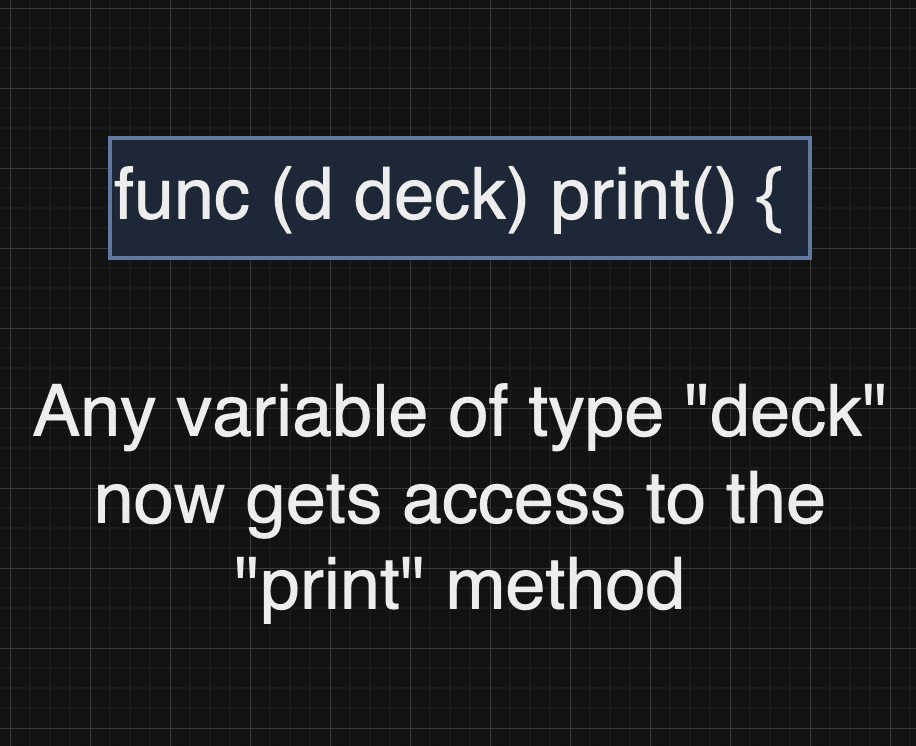 func (d deck) print() {
Any variable of type "deck"
now gets access to the
"print" method